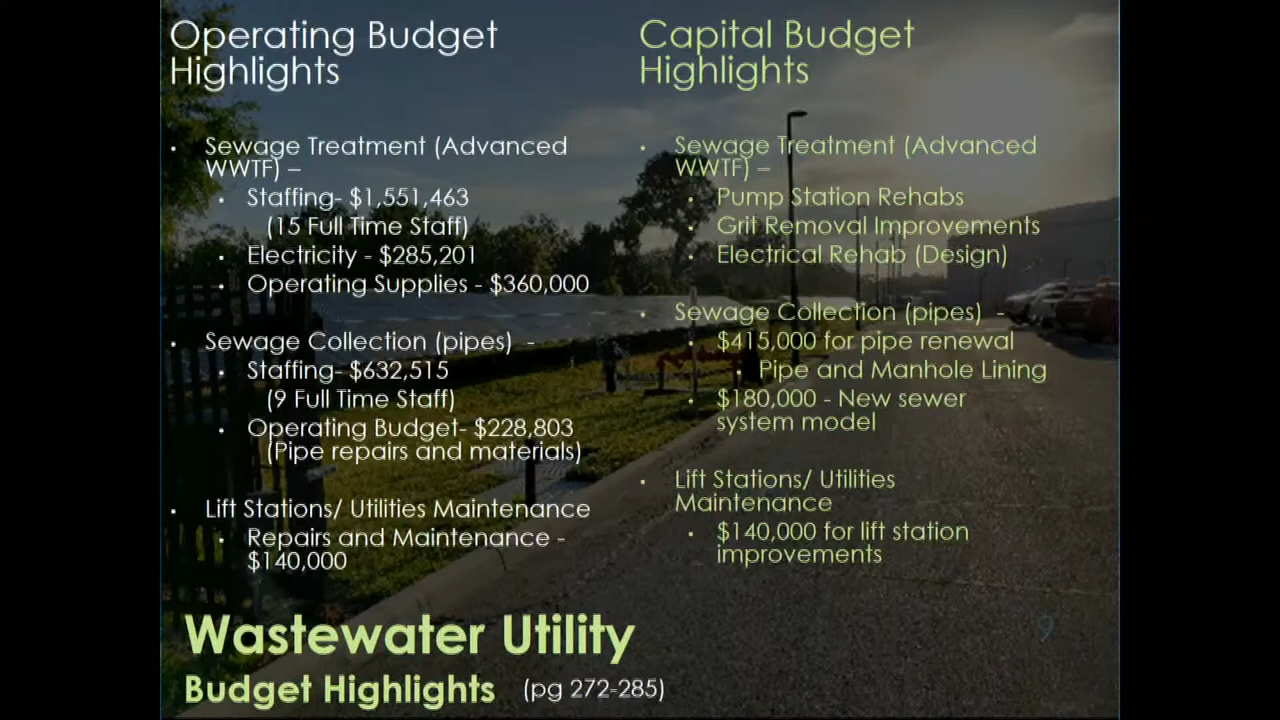 Operating Budget
Highlights
• Sewage Treatment (Advanced
WWTF) –
• Staffing- $1,551,463
(15 Full Time Staff)
• Electricity - $285,201
• Operating Supplies - $360,000
• Sewage Collection (pipes) -
• Staffing- $632,515
(9 Full Time Staff)
• Operating Budget- $228,803
(Pipe repairs and materials)
• Lift Stations/ Utilities Maintenance
• Repairs and Maintenance -
$140,000
Capital Budget
Highlights
• Sewage Treatment (Advanced
WWTF) –
• Pump Station Rehabs
• Grit Removal Improvements
• Electrical Rehab (Design)
• Sewage Collection (pipes) -
• $415,000 for pipe renewal
• Pipe and Manhole Lining
• $180,000 - New sewer
system model
• Lift Stations/ Utilities
Maintenance
• $140,000 for lift station
improvements
9
Wastewater Utility
Budget Highlights (pg 272-285)